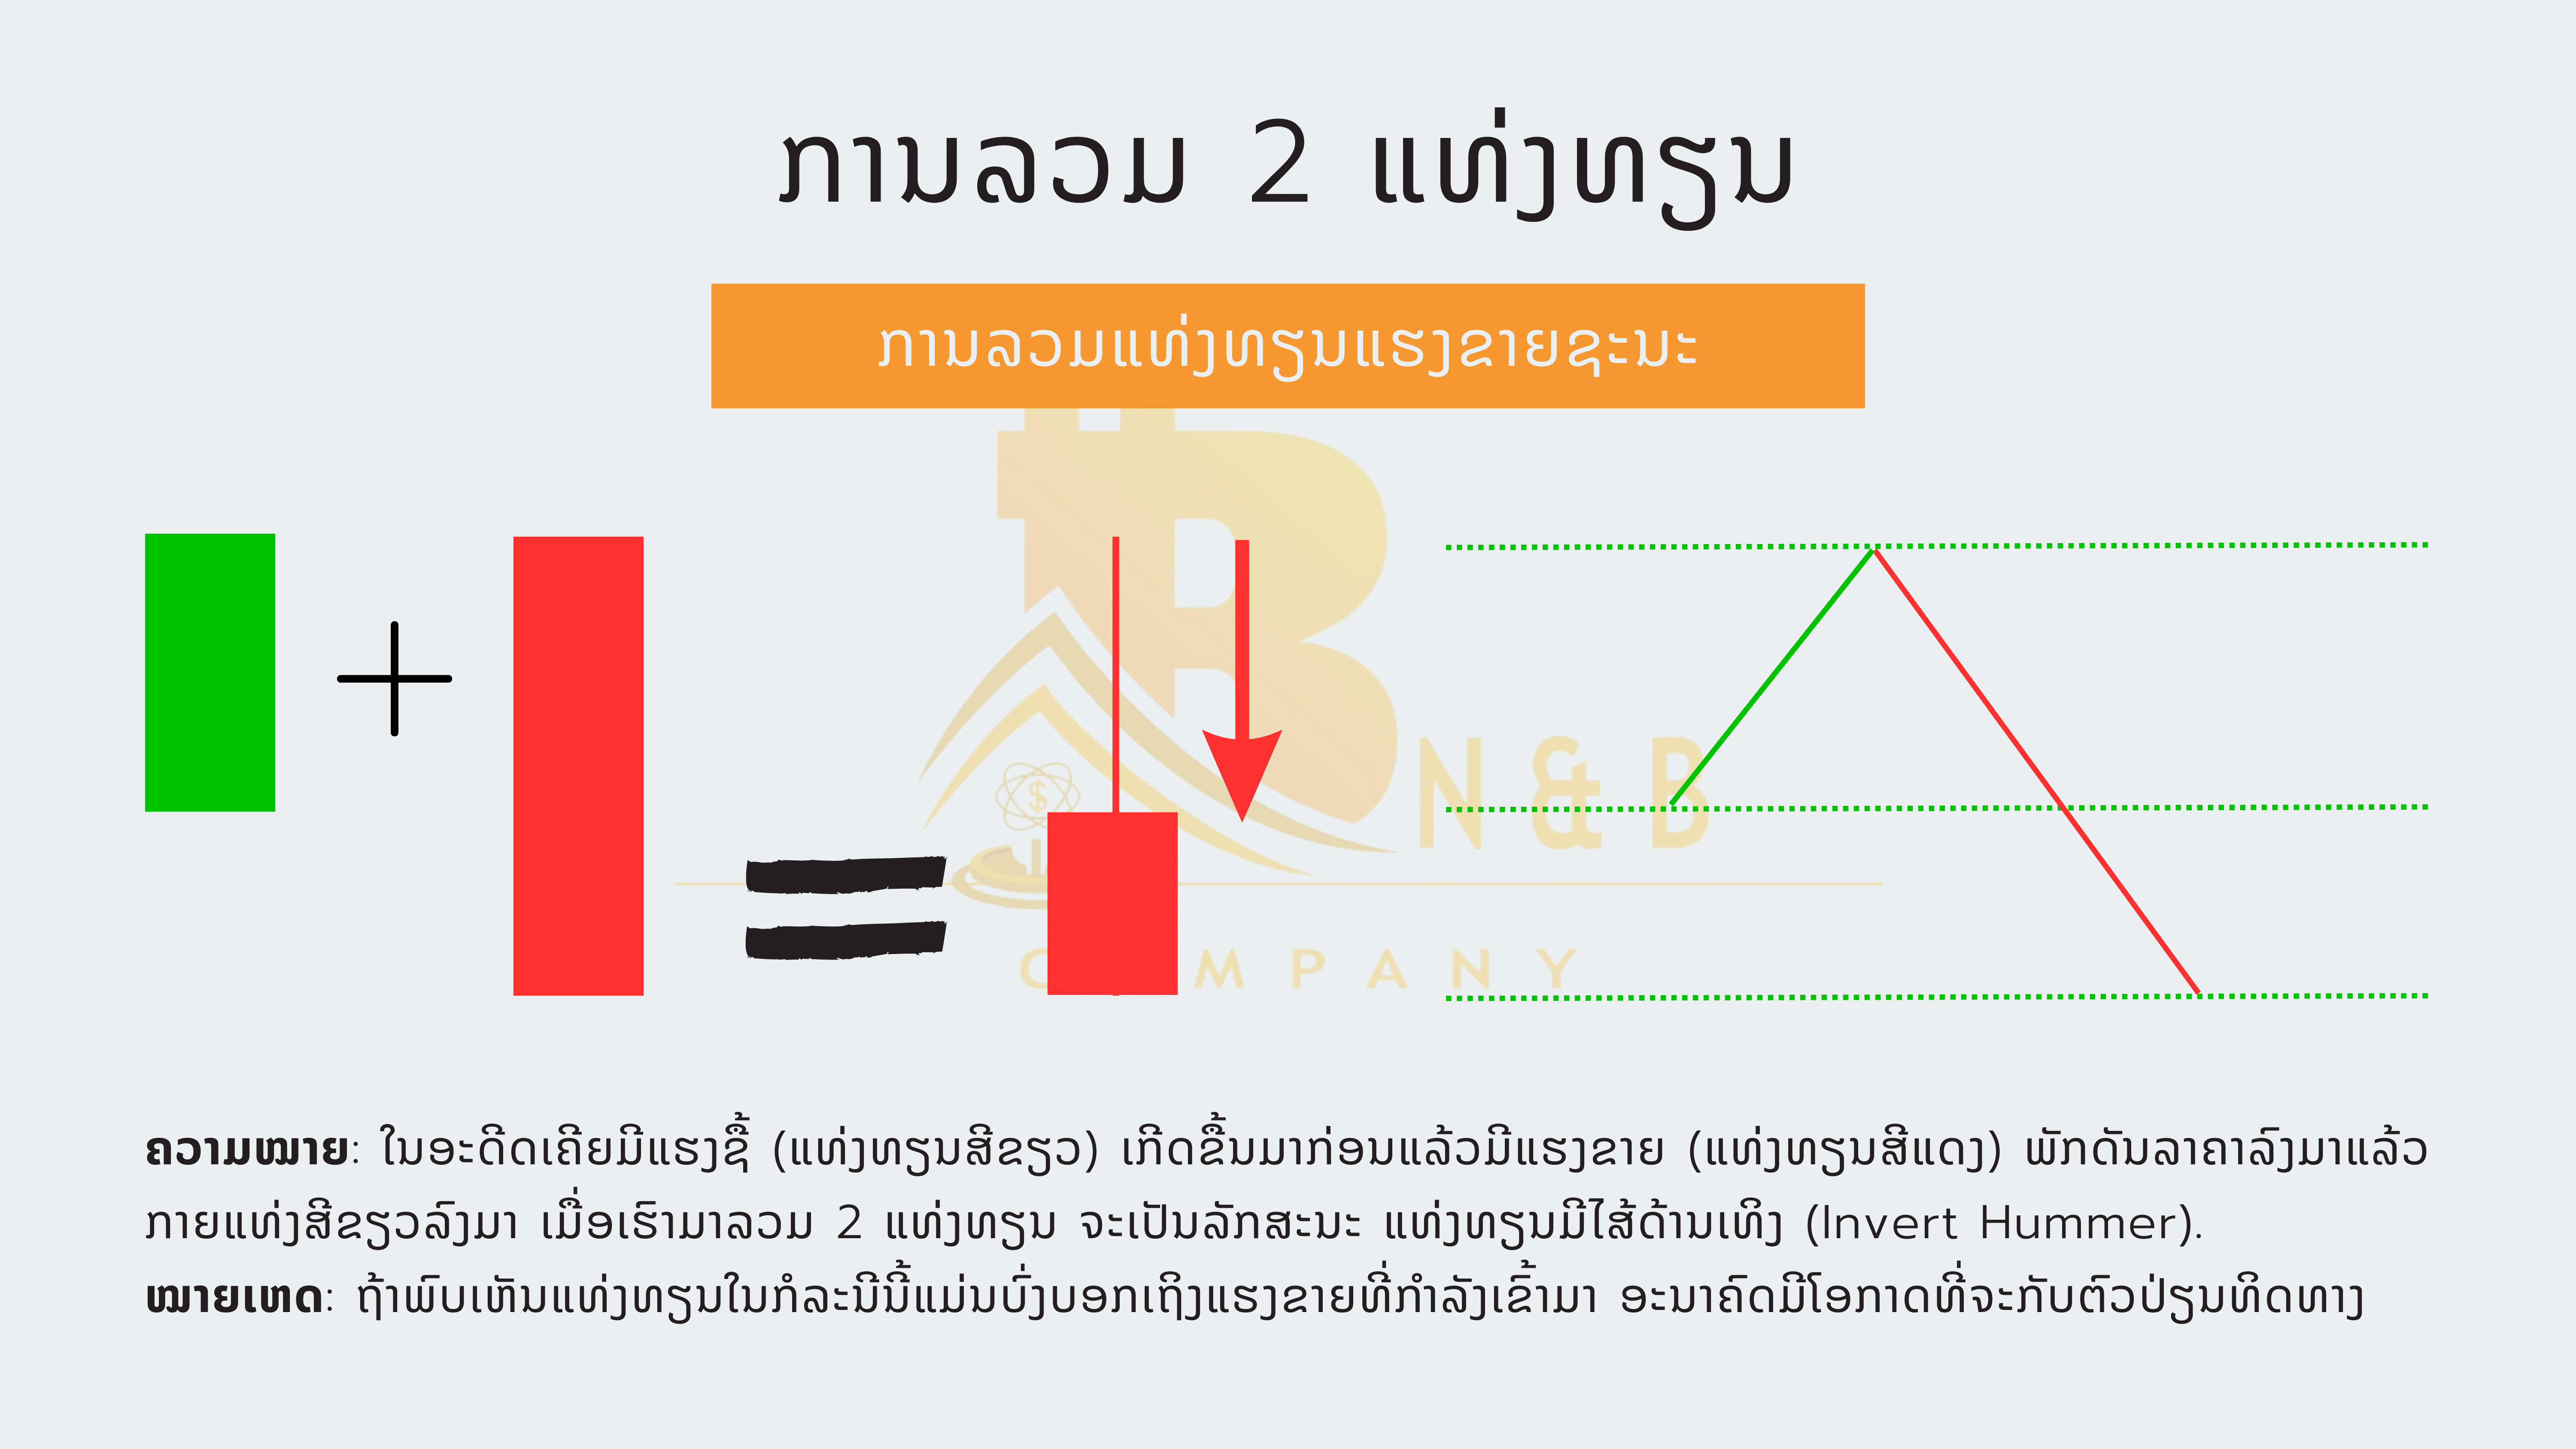 ການລວມ 2 ແທ່ງທຽນ
ການລວມແທ່ງທຽນແຮງຂາຍຊະນະ
N & B
COMPANY
ຄວາມໝາຍ: ໃນອະດີດເຄີຍມີແຮງຊື້ (ແທ່ງທຽນສີຂຽວ) ເກີດຂື້ນມາກ່ອນແລ້ວມີແຮງຂາຍ (ແທ່ງທຽນສີແດງ) ພັກດັນລາຄາລົງມາແລ້ວ
ກາຍແທ່ງສີຂຽວລົງມາ ເມື່ອເຮົາມາລວມ 2 ແທ່ງທຽນ ຈະເປັນລັກສະນະ ແທ່ງທຽນມີໄສ້ດ້ານເທິງ (Invert Hummer).
ໝາຍເຫດ: ຖ້າພົບເຫັນແທ່ງທຽນໃນກໍລະນີນີ້ແມ່ນບົ່ງບອກເຖິງແຮງຂາຍທີ່ກຳລັງເຂົ້າມາ ອະນາຄົດມີໂອກາດທີ່ຈະກັບຕົວປ່ຽນທິດທາງ